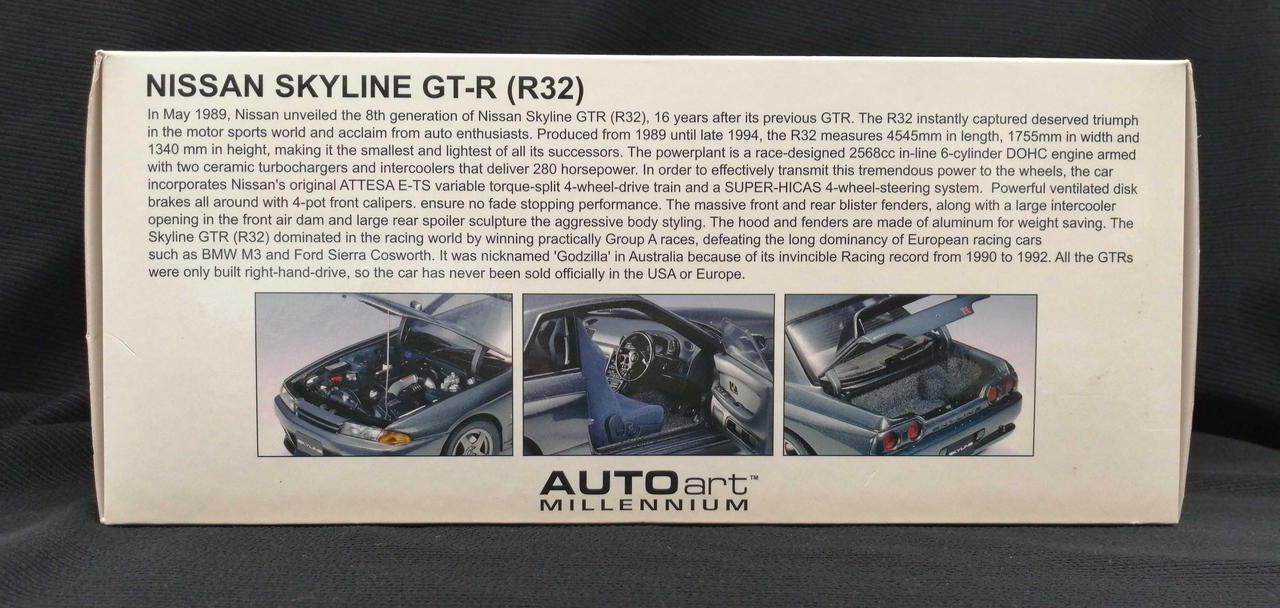 NISSAN SKYLINE GT-R (R32)
In May 1989, Nissan unveiled the 8th generation of Nissan Skyline GTR (R32), 16 years after its previous GTR. The R32 instantly captured deserved triumph
in the motor sports world and acclaim from auto enthusiasts. Produced from 1989 until late 1994, the R32 measures 4545mm in length, 1755mm in width and
1340 mm in height, making it the smallest and lightest of all its successors. The powerplant is a race-designed 2568cc in-line 6-cylinder DOHC engine armed
with two ceramic turbochargers and intercoolers that deliver 280 horsepower. In order to effectively transmit this tremendous power to the wheels, the car
incorporates Nissan's original ATTESA E-TS variable torque-split 4-wheel-drive train and a SUPER-HICAS 4-wheel-steering system. Powerful ventilated disk
brakes all around with 4-pot front calipers. ensure no fade stopping performance. The massive front and rear blister fenders, along with a large intercooler
opening in the front air dam and large rear spoiler sculpture the aggressive body styling. The hood and fenders are made of aluminum for weight saving. The
Skyline GTR (R32) dominated in the racing world by winning practically Group A races, defeating the long dominancy of European racing cars
such as BMW M3 and Ford Sierra Cosworth. It was nicknamed 'Godzilla' in Australia because of its invincible Racing record from 1990 to 1992. All the GTRs
were only built right-hand-drive, so the car has never been sold officially in the USA or Europe.
SKYLINE
SKYLINE
AUTOart™
MILLENNIUM